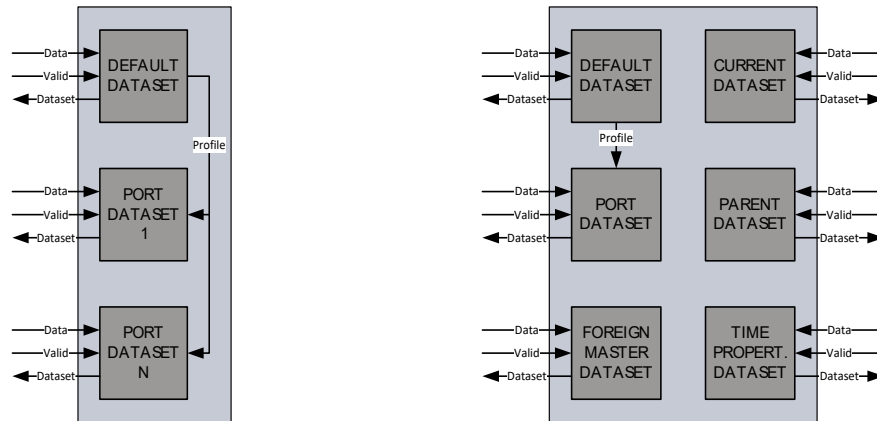 Data
Valid
Dataset
DEFAULT
DATASET
Profile
Data
Valid
Dataset
PORT
DATASET
1
Data
Valid
Dataset
PORT
DATASET
N
Data
Valid
Dataset
DEFAULT
DATASET
CURRENT
DATASET
Data
Valid
Dataset
Profile
Data
Valid
Dataset
PORT
DATASET
PARENT
DATASET
Data
Valid
Dataset
Data
Valid
Dataset
FOREIGN
MASTER
DATASET
TIME
PROPERT.
DATASET
Data
Valid
Dataset